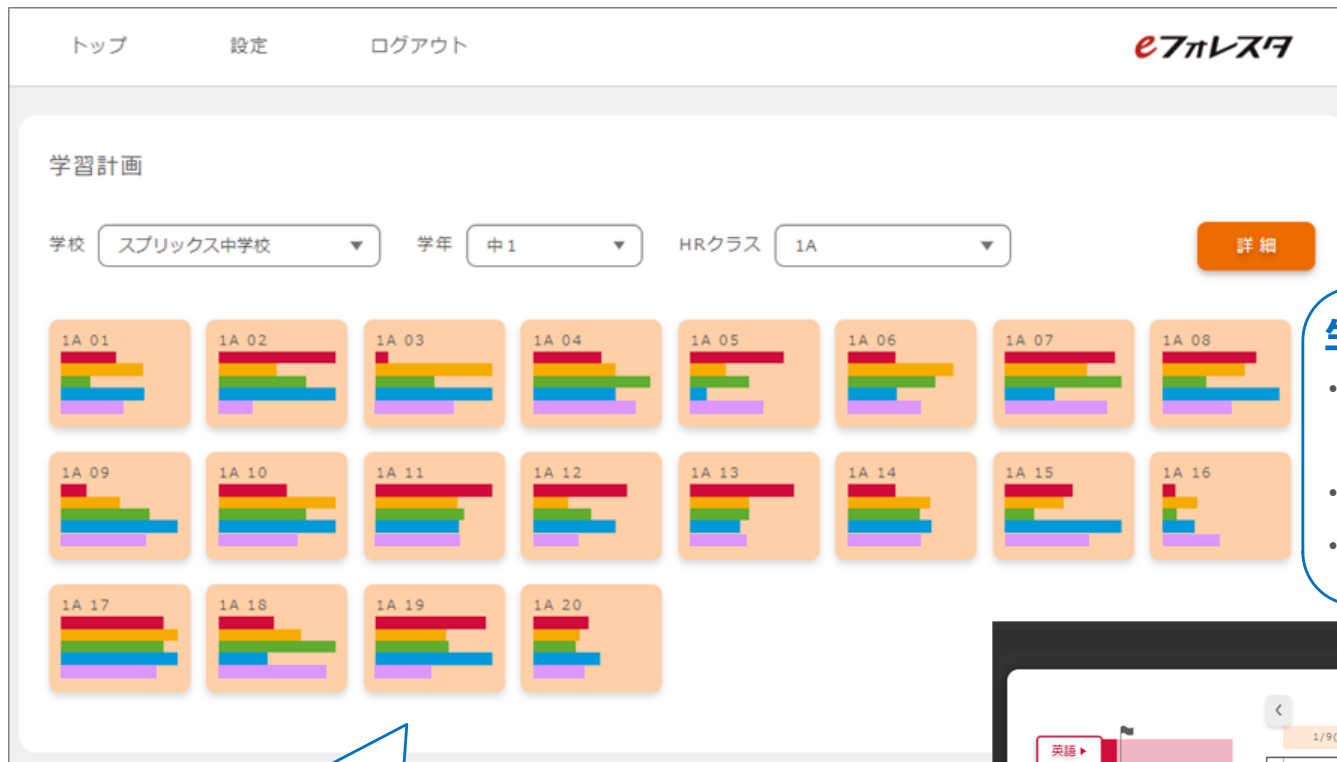 トップ 設定 ログアウト eフォレスタ
学習計画
学校 スプリックス中学校 学年 中1 HRクラス 1A 詳細
1A 01 1A 02 1A 03 1A 04 1A 05 1A 06 1A 07 1A 08
1A 09 1A 10 1A 11 1A 12 1A 13 1A 14 1A 15 1A 16
1A 17 1A 18 1A 19 1A 20
英語
1/9(